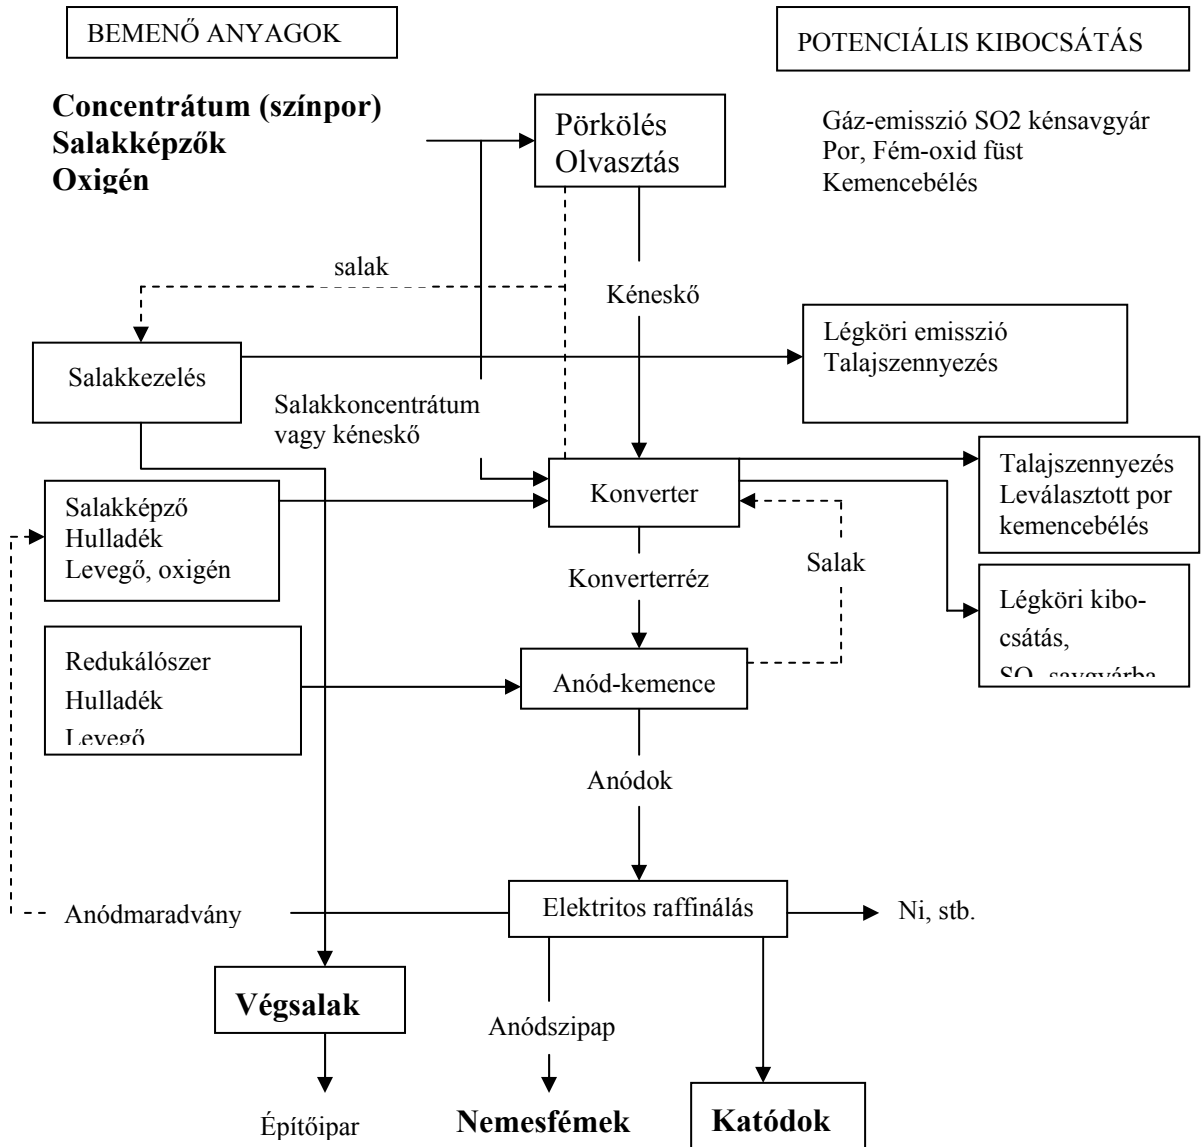 BEMENŐ ANYAGOK
POTENCIÁLIS KIBOCSÁTÁS
Concentrátum (színpor)
Salakképzők
Oxigén
Pörkölés
Olvasztás
Gáz-emisszió SO2 kénsavgyár
Por, Fém-oxid füst
Kemencebélés
salak
Kéneskő
Légköri emisszió
Talajszennyezés
Salakkezelés
Salakkoncentrátum
vagy kéneskő
Konverter
Talajszennyezés
Leválasztott por
kemencebélés
Salakképző
Hulladék
Levegő, oxigén
Konverterréz
Salak
Légköri kibo-
csátás,
SO₂ savgyárba
Redukálószer
Hulladék
Levegő
Anód-kemence
Anódok
Anódmaradvány
Elektritos raffinálás
Ni, stb.
Végsalak
Anódszipap
Építőipar
Nemesfémek
Katódok